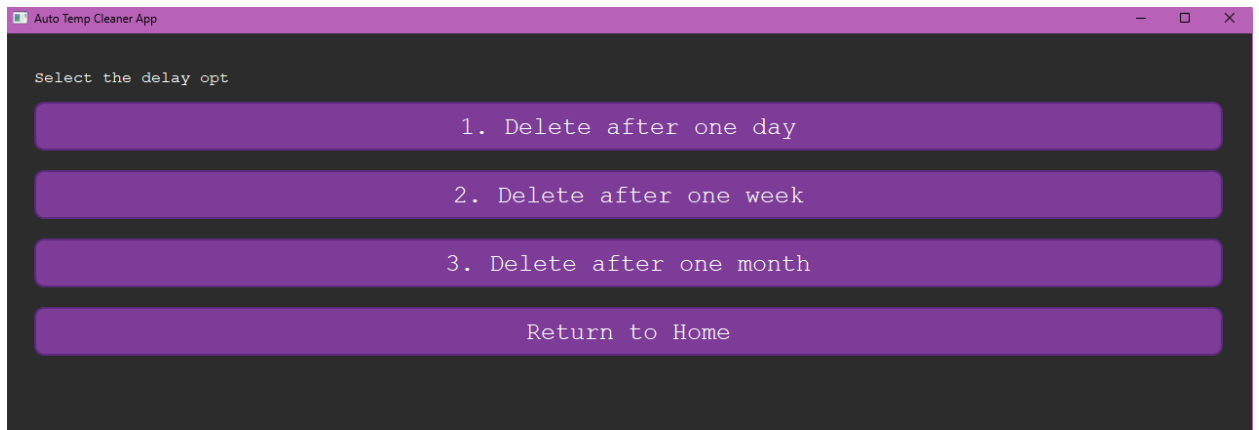 Auto Temp Cleaner App
Select the delay opt
1. Delete after one day
2. Delete after one week
3. Delete after one month
Return to Home